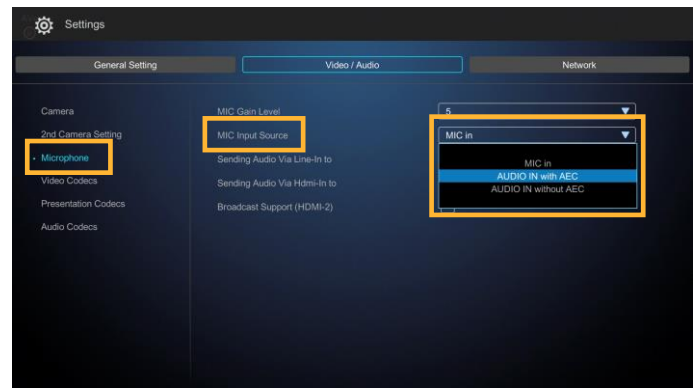 Settings
General Setting
Video / Audio
Network
Camera
2nd Camera Setting
Microphone
Video Codecs
Presentation Codecs
Audio Codecs
MIC Gain Level
5
MIC Input Source
MIC in
MIC in
AUDIO IN with AEC
AUDIO IN without AEC
Sending Audio Via Line-In to
Sending Audio Via Hdmi-In to
Broadcast Support (HDMI-2)